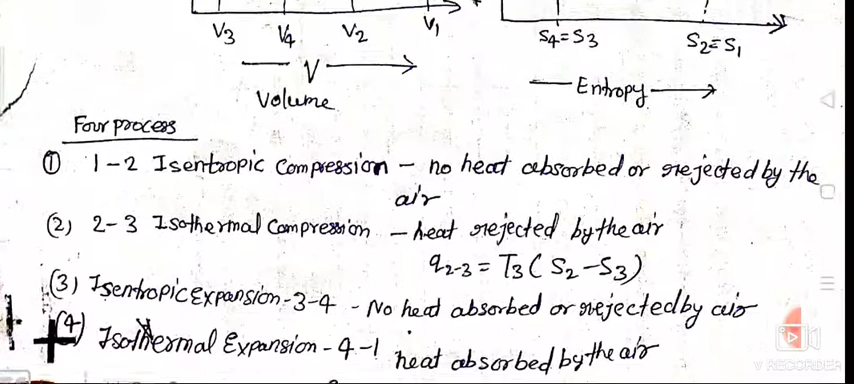 V3 V4 V2 V1
S4=S3 S2=S1
V
Volume
Entropy
Four process
① 1-2 Isentropic Compression - no heat absorbed or rejected by the
air
(2) 2-3 Isothermal Compression - heat rejected by the air
q2-3 = T3 (S2-S3)
(3) Isentropic Expansion-3-4 - No heat absorbed or rejected by air
(4) Isothermal Expansion-4-1 heat absorbed by the air
V RECORDER